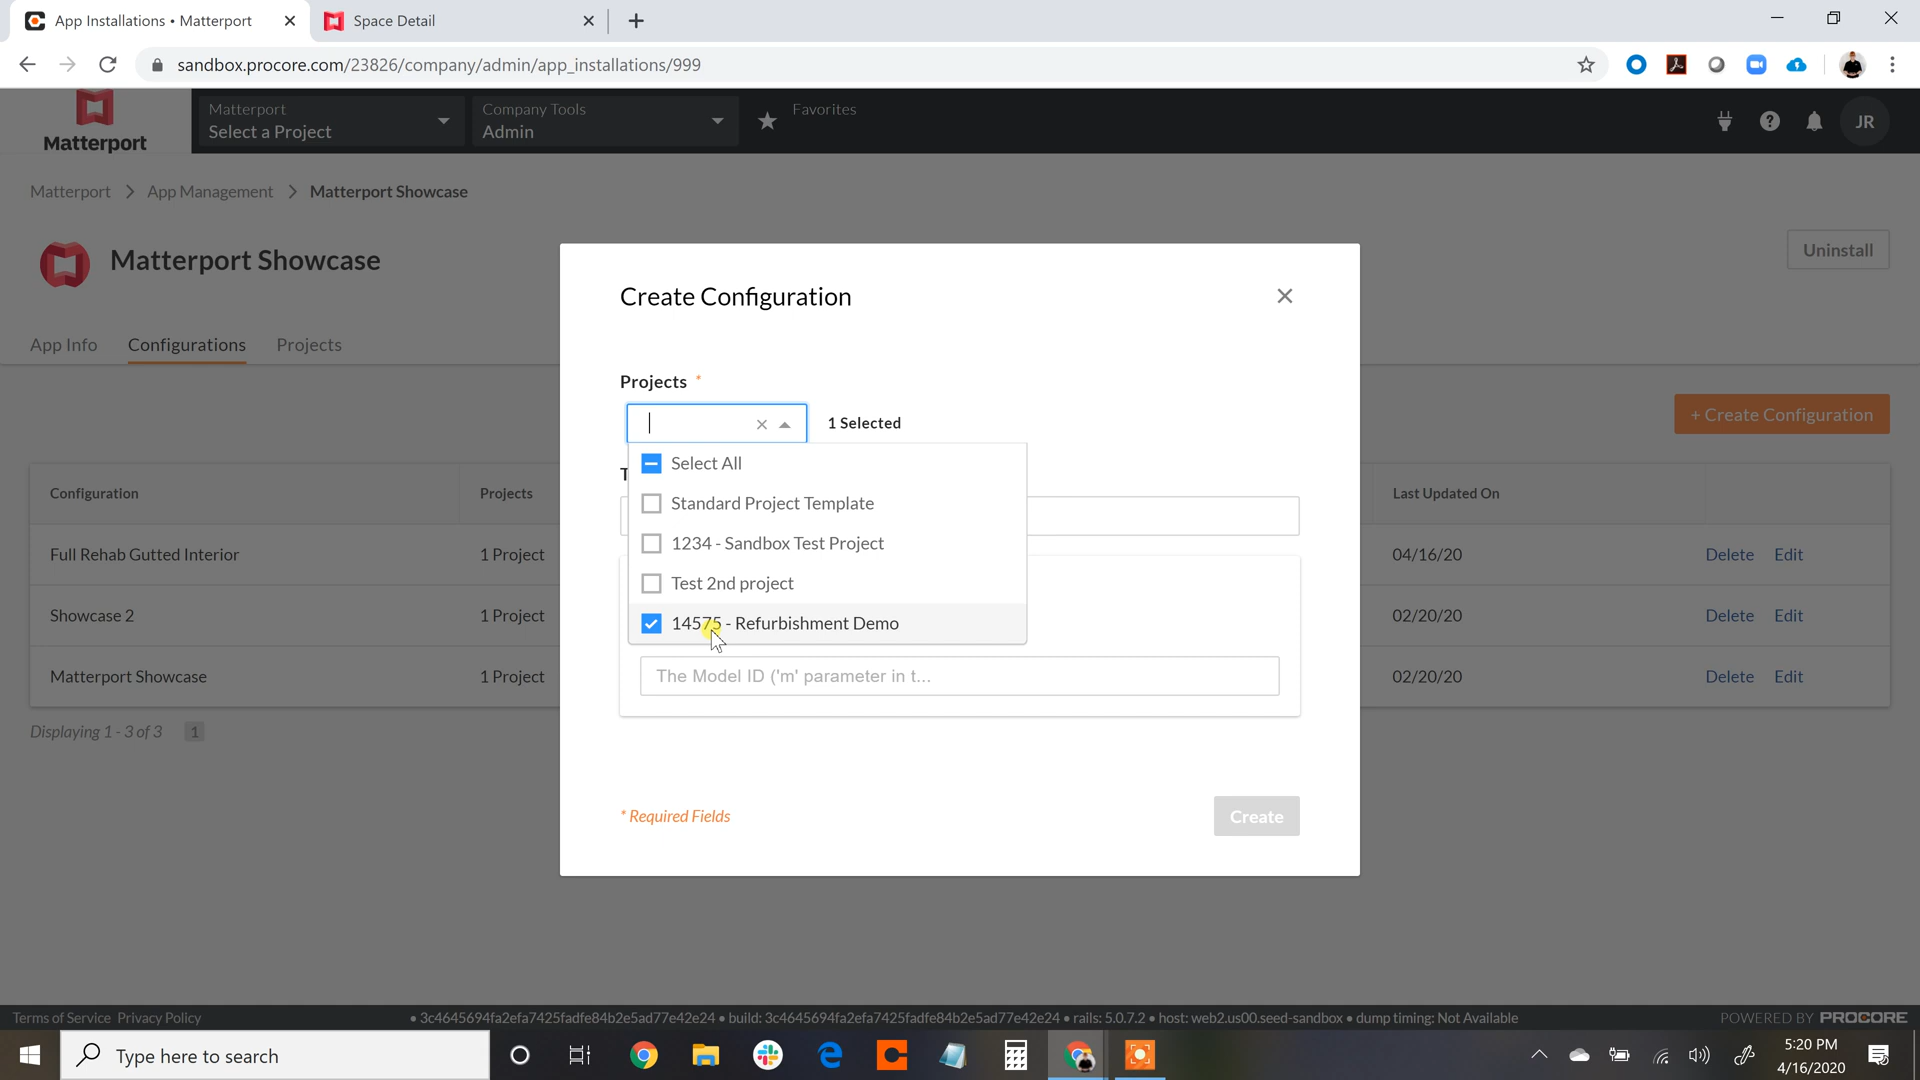 App Installations • Matterport
Space Detail
sandbox.procore.com/23826/company/admin/app_installations/999
Matterport
Matterport
Select a Project
Company Tools
Admin
Favorites
JR
Matterport
App Management
Matterport Showcase
Matterport Showcase
Uninstall
App Info
Configurations
Projects
+ Create Configuration
Configuration
Projects
Last Updated On
Full Rehab Gutted Interior
1 Project
04/16/20
Delete
Edit
Showcase 2
1 Project
02/20/20
Delete
Edit
Matterport Showcase
1 Project
02/20/20
Delete
Edit
Displaying 1 - 3 of 3
1
Create Configuration
Projects *
1 Selected
Select All
Standard Project Template
1234 - Sandbox Test Project
Test 2nd project
14575 - Refurbishment Demo
The Model ID ('m' parameter in t...
* Required Fields
Create
Terms of Service Privacy Policy
• 3c4645694fa2efa7425fadfe84b2e5ad77e42e24 • build: 3c4645694fa2efa7425fadfe84b2e5ad77e42e24 • rails: 5.0.7.2 • host: web2.us00.seed-sandbox • dump timing: Not Available
POWERED BY PROCORE
Type here to search
5:20 PM
4/16/2020